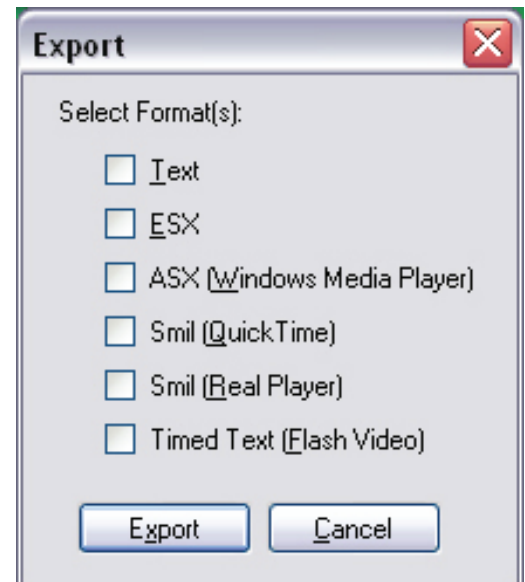 Export
Select Format(s):
Text
ESX
ASX (Windows Media Player)
Smil (QuickTime)
Smil (Real Player)
Timed Text (Flash Video)
Export Cancel